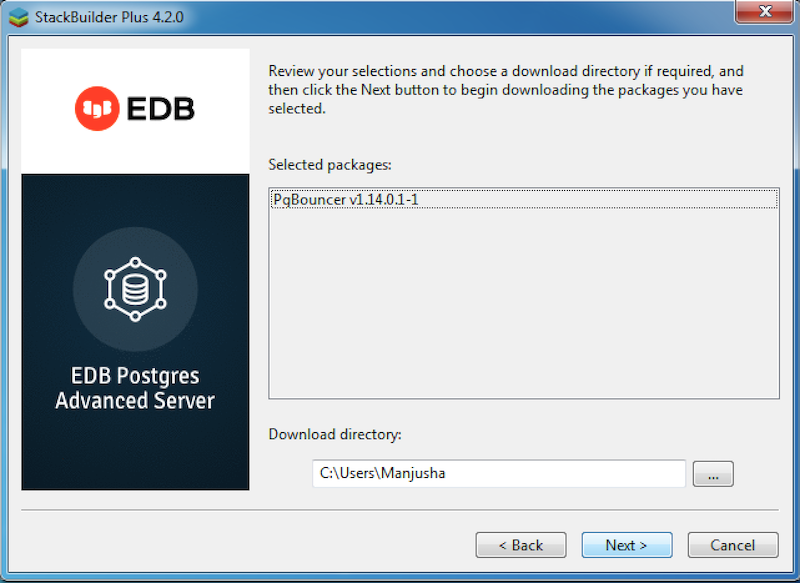 StackBuilder Plus 4.2.0
EDB
Review your selections and choose a download directory if required, and
then click the Next button to begin downloading the packages you have
selected.
Selected packages:
PgBouncer v1.14.0.1-1
EDB Postgres
Advanced Server
Download directory:
C:\Users\Manjusha
...
< Back
Next >
Cancel